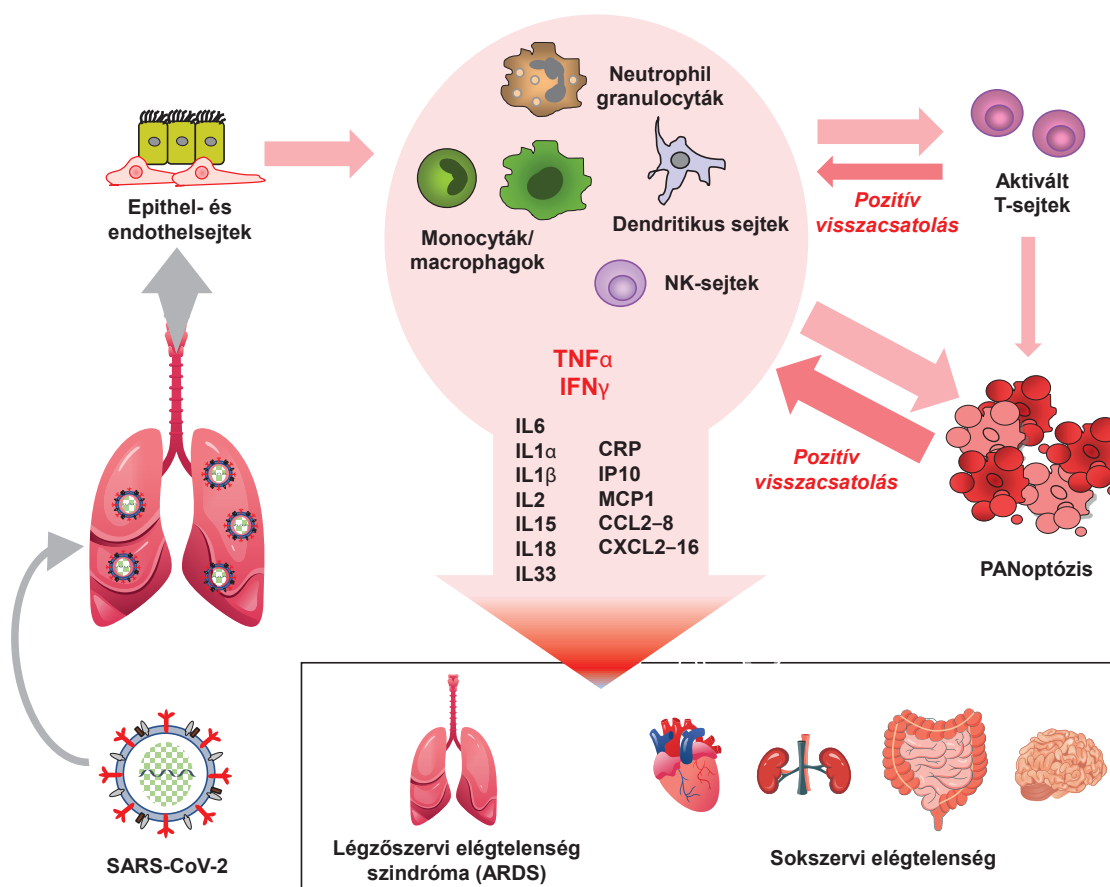 Neutrophil
granulocyták
Epithel- és
endothelsejtek
Monocyták/
macrophagok
Dendritikus sejtek
NK-sejtek
Pozitív
visszacsatolás
Aktivált
T-sejtek
TNFα
IFNγ
IL6
IL1α
IL1β
IL2
IL15
IL18
IL33
CRP
IP10
MCP1
CCL2–8
CXCL2–16
Pozitív
visszacsatolás
PANoptózis
SARS-CoV-2
Légzőszervi elégtelenség
szindróma (ARDS)
Sokszervi elégtelenség